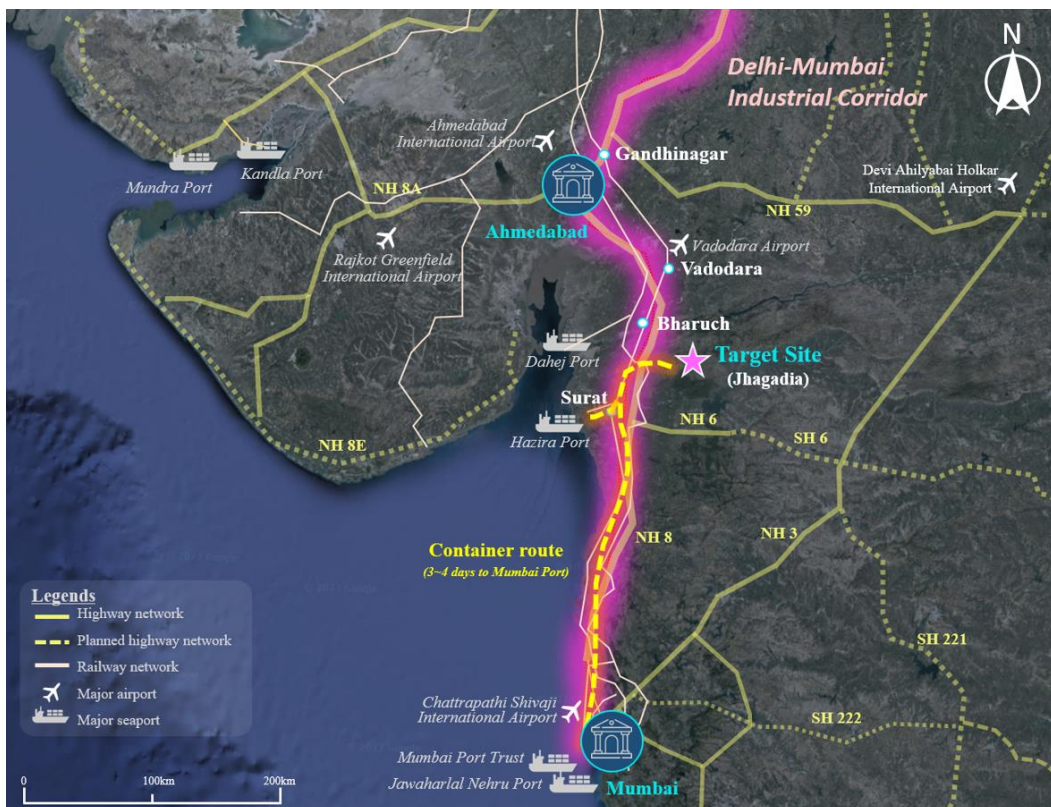 N
Delhi-Mumbai
Industrial Corridor
Ahmedabad
International Airport
Gandhinagar
Mundra Port
Kandla Port
Devi Ahilyabai Holkar
International Airport
NH 8A
NH 59
Ahmedabad
Rajkot Greenfield
International Airport
Vadodara Airport
Vadodara
Bharuch
Dahej Port
Target Site
(Jhagadia)
Surat
Hazira Port
NH 6
SH 6
NH 8E
NH 8
NH 3
Container route
(3~4 days to Mumbai Port)
Legends
Highway network
Planned highway network
Railway network
Major airport
Major seaport
SH 221
Chattrapathi Shivaji
International Airport
SH 222
Mumbai Port Trust
Jawaharlal Nehru Port
Mumbai
0 100km 200km